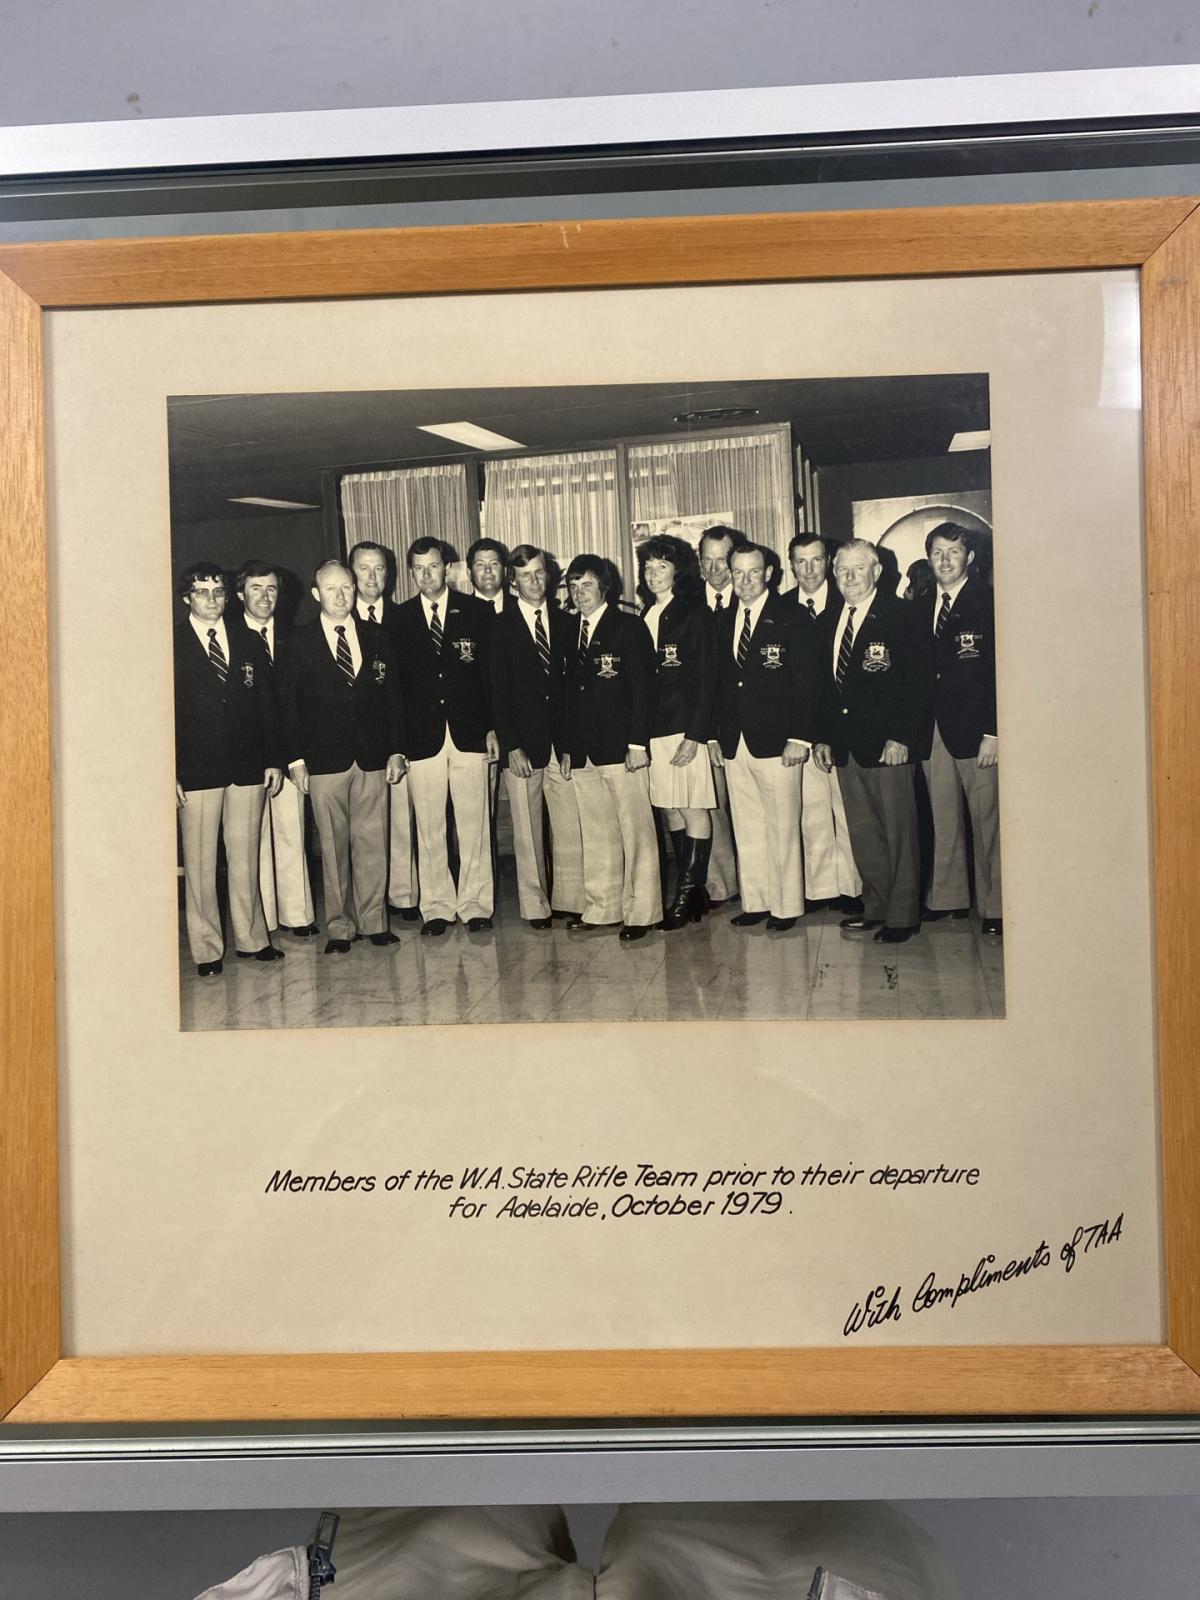 Members of the W.A. State Rifle Team prior to their departure
for Adelaide, October 1979.
With Compliments of TAA